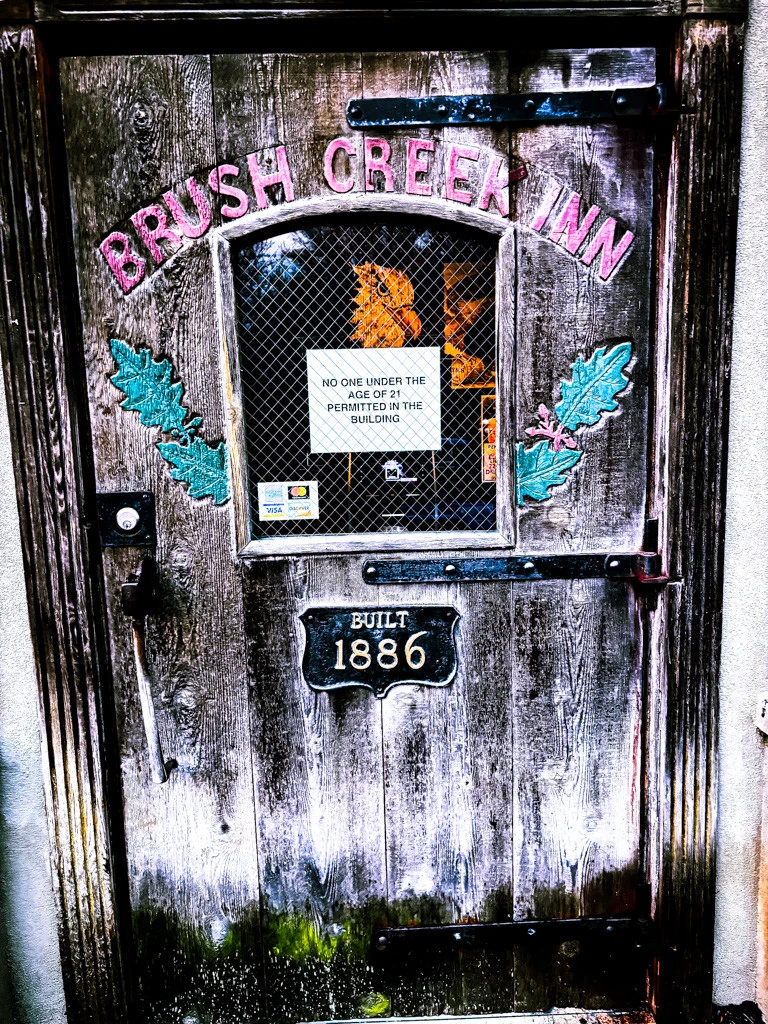 BRUSH CREEK INN
NO ONE UNDER THE
AGE OF 21
PERMITTED IN THE
BUILDING
VISA
DISCOVER
BUILT
1886